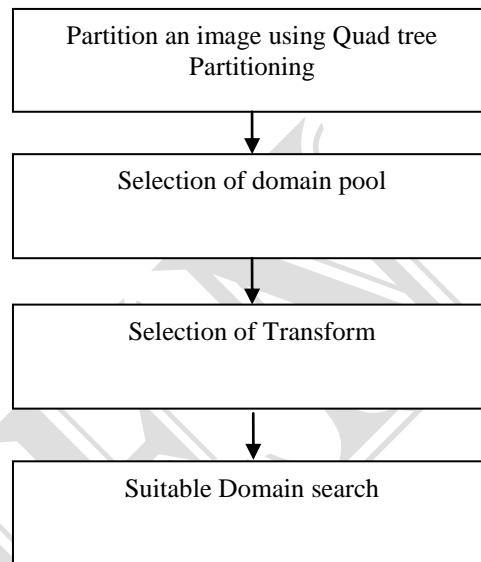 Partition an image using Quad tree
Partitioning
Selection of domain pool
Selection of Transform
Suitable Domain search